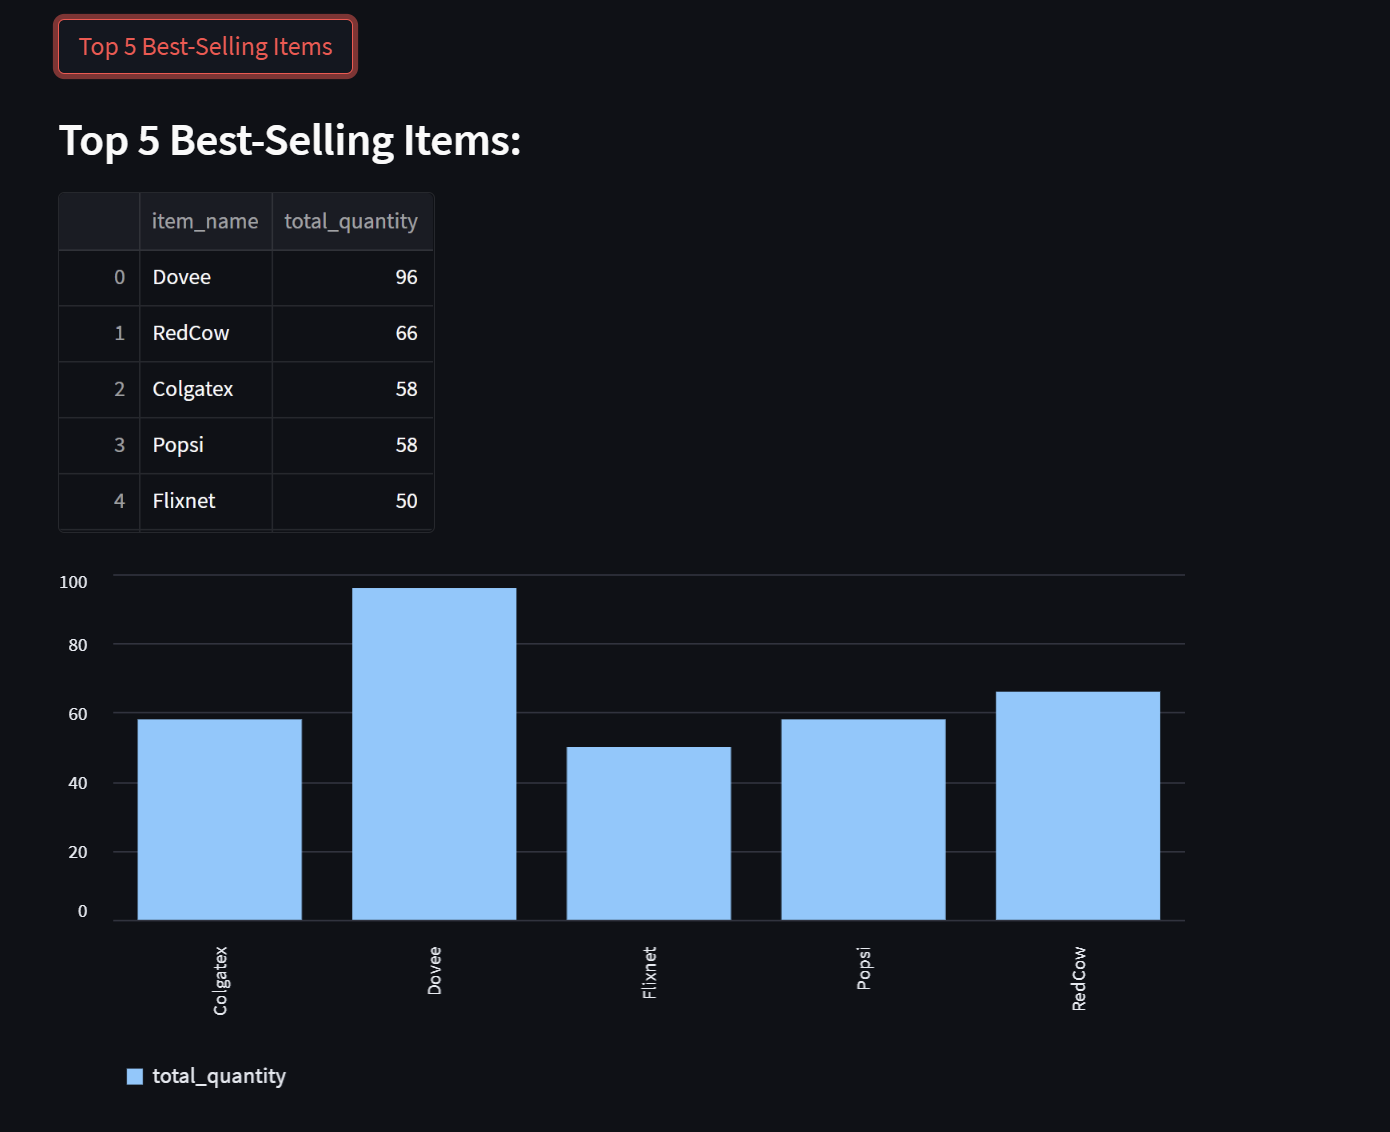 Top 5 Best-Selling Items
Top 5 Best-Selling Items:
item_name total_quantity
0 Dovee 96
1 RedCow 66
2 Colgatex 58
3 Popsi 58
4 Flixnet 50
100
80
60
40
20
0
Colgatex Dovee Flixnet Popsi RedCow
total_quantity